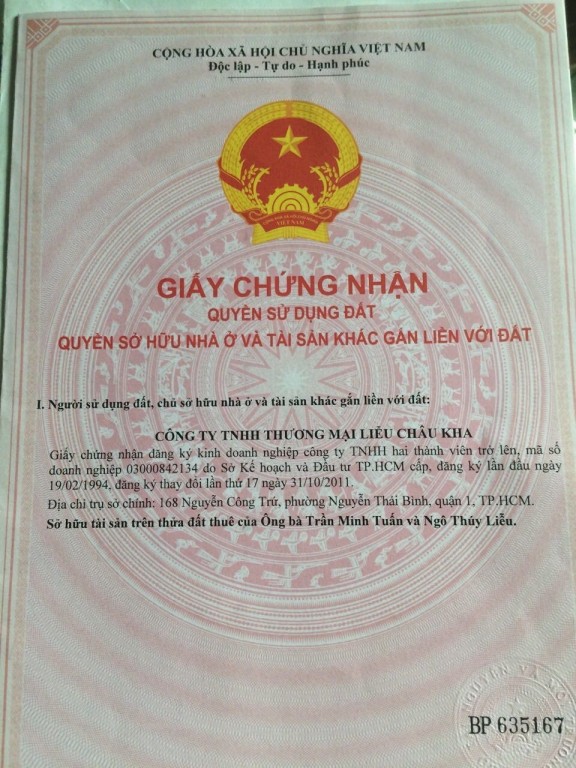 CỘNG HÒA XÃ HỘI CHỦ NGHĨA VIỆT NAM
Độc lập - Tự do - Hạnh phúc
VIỆT NAM
GIẤY CHỨNG NHẬN
QUYỀN SỬ DỤNG ĐẤT
QUYỀN SỞ HỮU NHÀ Ở VÀ TÀI SẢN KHÁC GẮN LIỀN VỚI ĐẤT
I. Người sử dụng đất, chủ sở hữu nhà ở và tài sản khác gắn liền với đất:
CÔNG TY TNHH THƯƠNG MẠI LIỄU CHÂU KHA
Giấy chứng nhận đăng ký kinh doanh nghiệp công ty TNHH hai thành viên trở lên, mã số
doanh nghiệp 03000842134 do Sở Kế hoạch và Đầu tư TP.HCM cấp, đăng ký lần đầu ngày
19/02/1994, đăng ký thay đổi lần thứ 17 ngày 31/10/2011.
Địa chỉ trụ sở chính: 168 Nguyễn Công Trứ, phường Nguyễn Thái Bình, quận 1, TP.HCM.
Sở hữu tài sản trên thửa đất thuê của Ông bà Trần Minh Tuấn và Ngô Thúy Liễu.
NGUYÊN VÀ MÔ
BP 635167